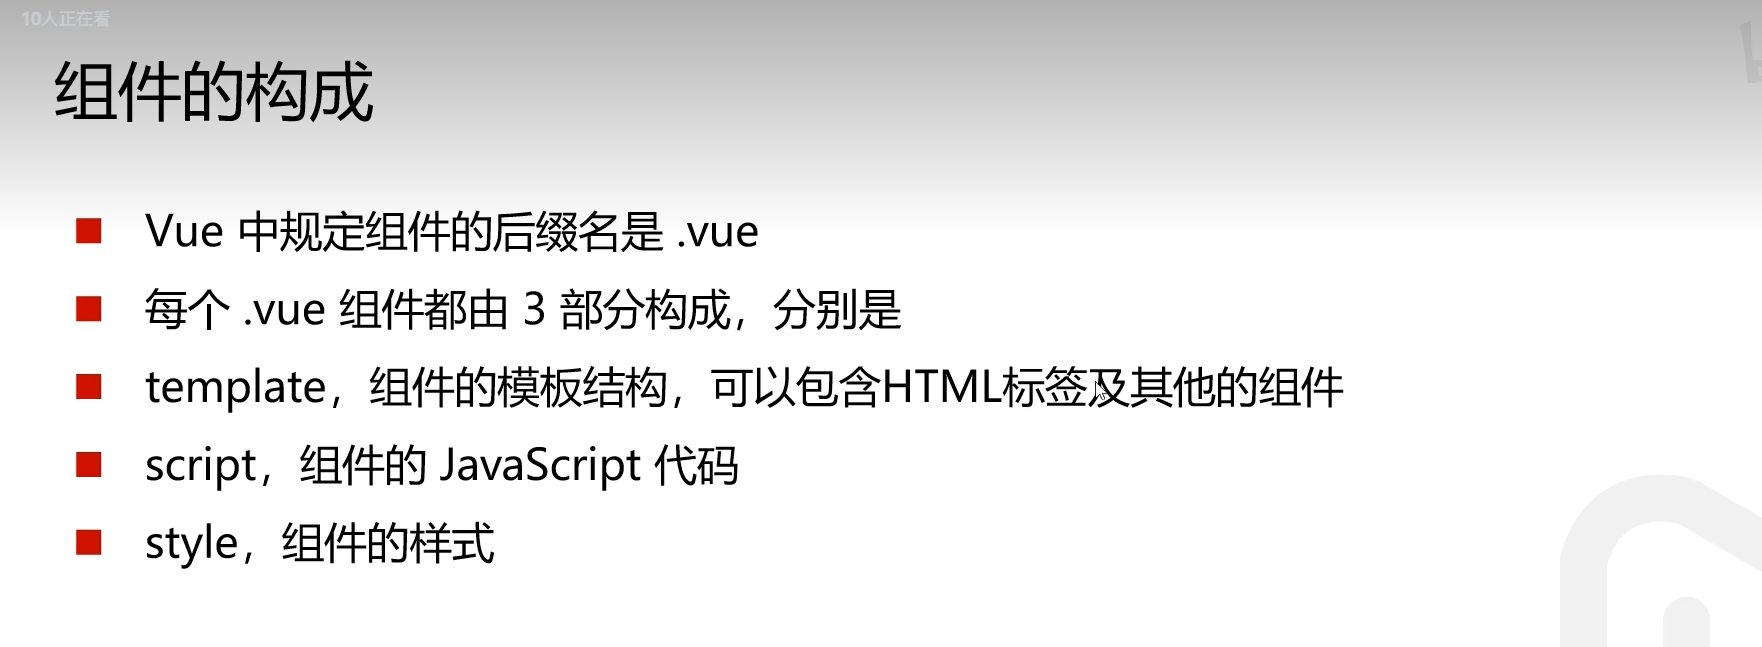 10人正在看
组件的构成
Vue 中规定组件的后缀名是 .vue
每个 .vue 组件都由 3 部分构成，分别是
template，组件的模板结构，可以包含HTML标签及其他的组件
script，组件的 JavaScript 代码
style，组件的样式